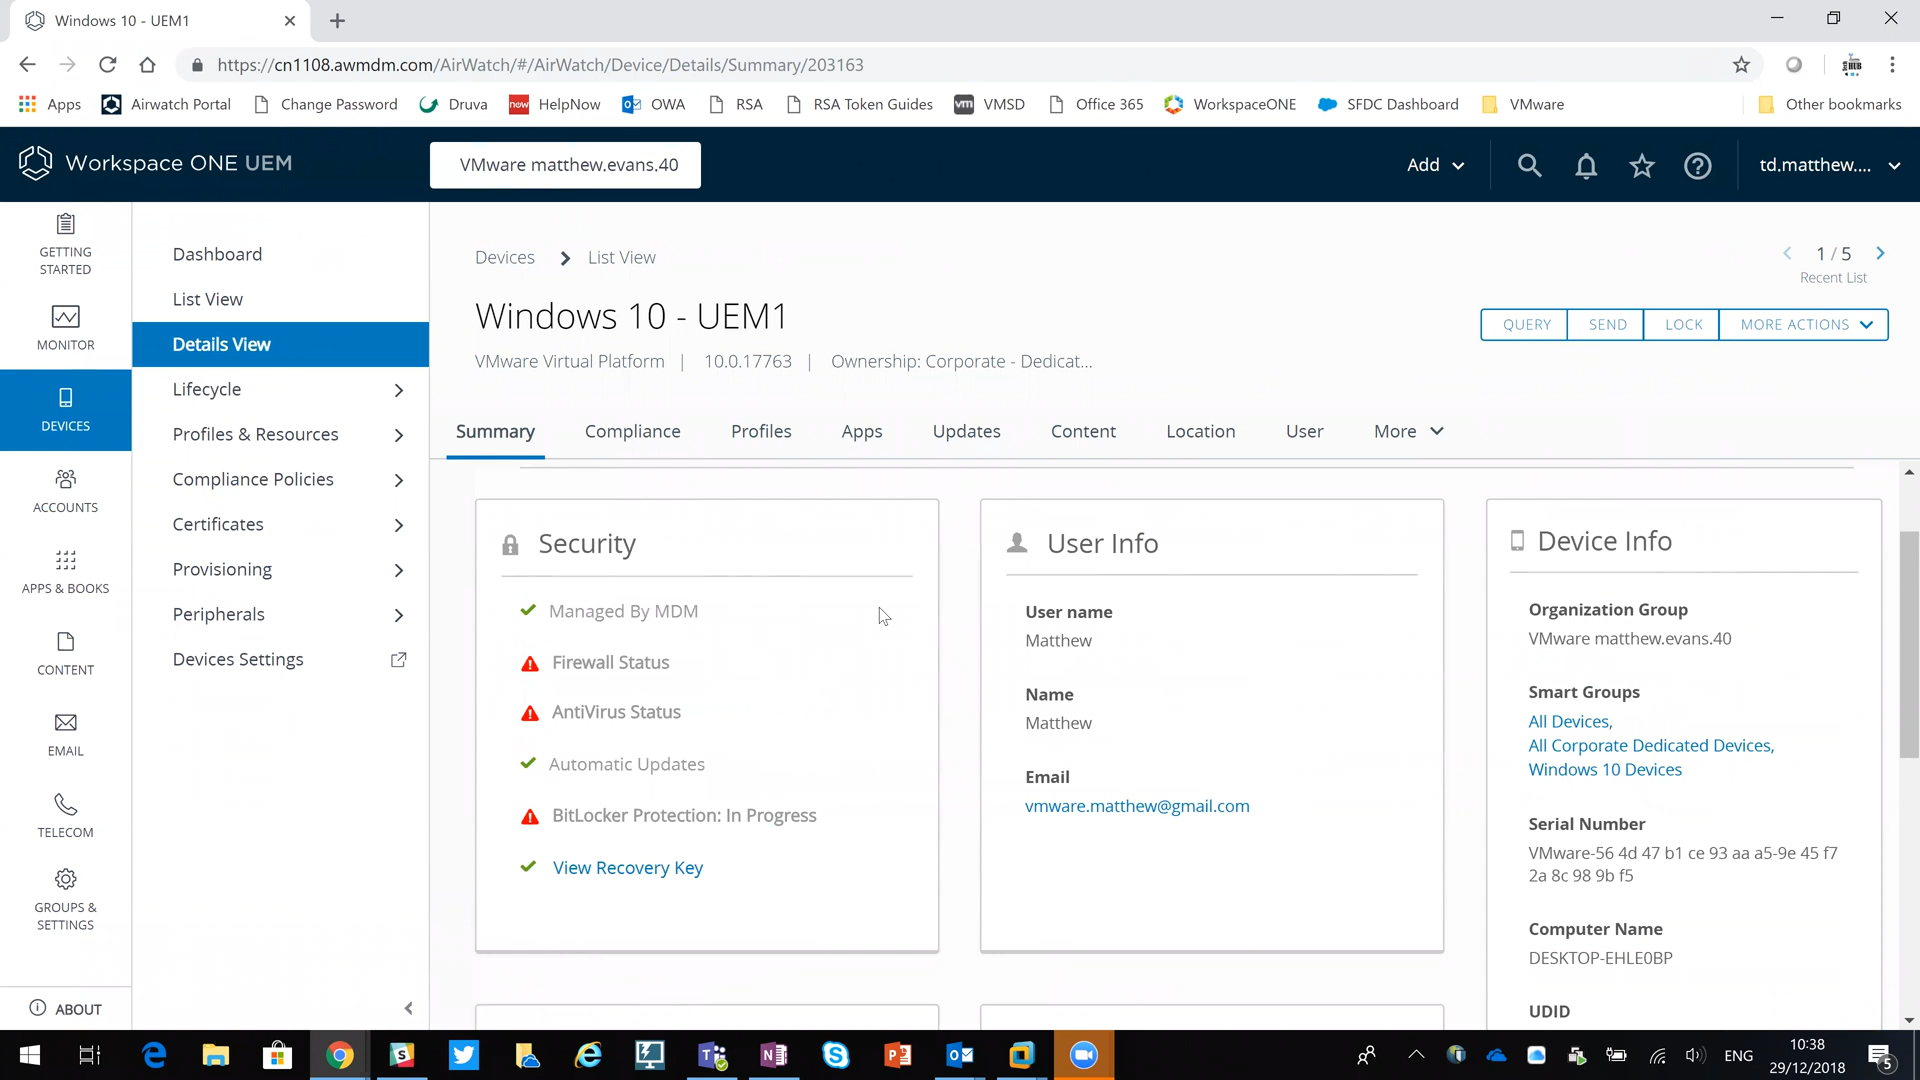 Windows 10 - UEM1
https://cn1108.awmdm.com/AirWatch/#/AirWatch/Device/Details/Summary/203163
Apps
Airwatch Portal
Change Password
Druva
new
HelpNow
OWA
RSA
RSA Token Guides
vm
VMSD
Office 365
WorkspaceONE
SFDC Dashboard
VMware
Other bookmarks
Workspace ONE UEM
VMware matthew.evans.40
Add
td.matthew....
GETTING
STARTED
MONITOR
DEVICES
ACCOUNTS
APPS & BOOKS
CONTENT
EMAIL
TELECOM
GROUPS &
SETTINGS
ABOUT
Dashboard
List View
Details View
Lifecycle
Profiles & Resources
Compliance Policies
Certificates
Provisioning
Peripherals
Devices Settings
Devices
List View
1 / 5
Recent List
Windows 10 - UEM1
VMware Virtual Platform | 10.0.17763 | Ownership: Corporate - Dedicat...
QUERY
SEND
LOCK
MORE ACTIONS
Summary
Compliance
Profiles
Apps
Updates
Content
Location
User
More
Security
Managed By MDM
Firewall Status
AntiVirus Status
Automatic Updates
BitLocker Protection: In Progress
View Recovery Key
User Info
User name
Matthew
Name
Matthew
Email
vmware.matthew@gmail.com
Device Info
Organization Group
VMware matthew.evans.40
Smart Groups
All Devices,
All Corporate Dedicated Devices,
Windows 10 Devices
Serial Number
VMware-56 4d 47 b1 ce 93 aa a5-9e 45 f7
2a 8c 98 9b f5
Computer Name
DESKTOP-EHLE0BP
UDID
ENG
10:38
29/12/2018
5